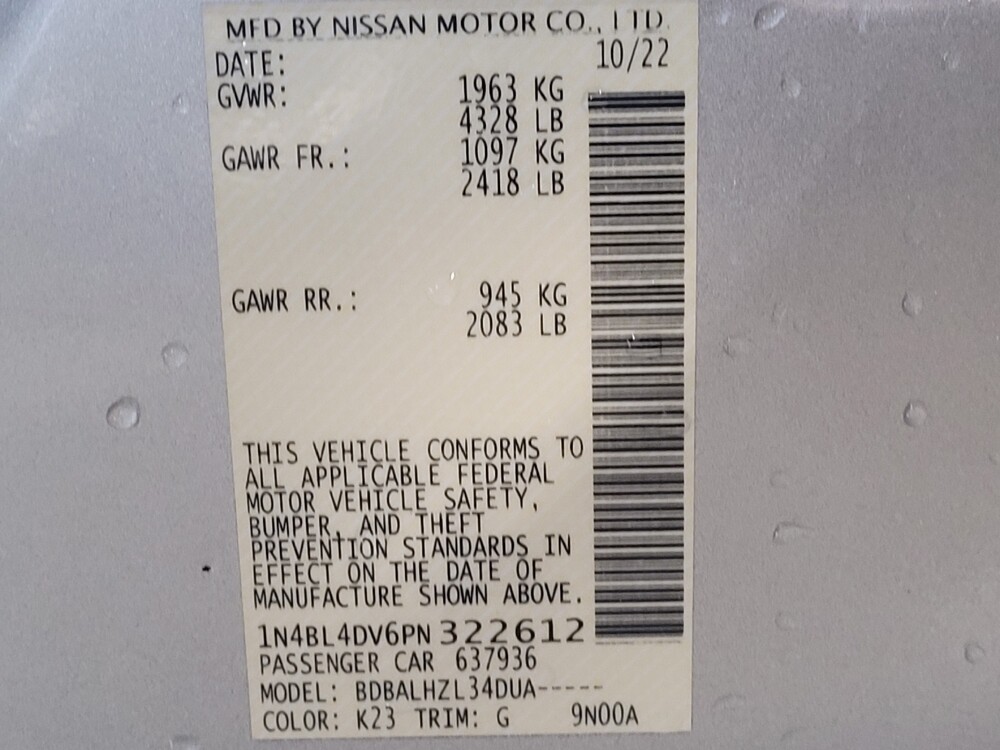 MFD BY NISSAN MOTOR CO., LTD.
DATE: 10/22
GVWR: 1963 KG
4328 LB
GAWR FR.: 1097 KG
2418 LB
GAWR RR.: 945 KG
2083 LB
THIS VEHICLE CONFORMS TO
ALL APPLICABLE FEDERAL
MOTOR VEHICLE SAFETY,
BUMPER, AND THEFT
PREVENTION STANDARDS IN
EFFECT ON THE DATE OF
MANUFACTURE SHOWN ABOVE.
1N4BL4DV6PN322612
PASSENGER CAR 637936
MODEL: BDBALHZL34DUA-----
COLOR: K23 TRIM: G 9N00A